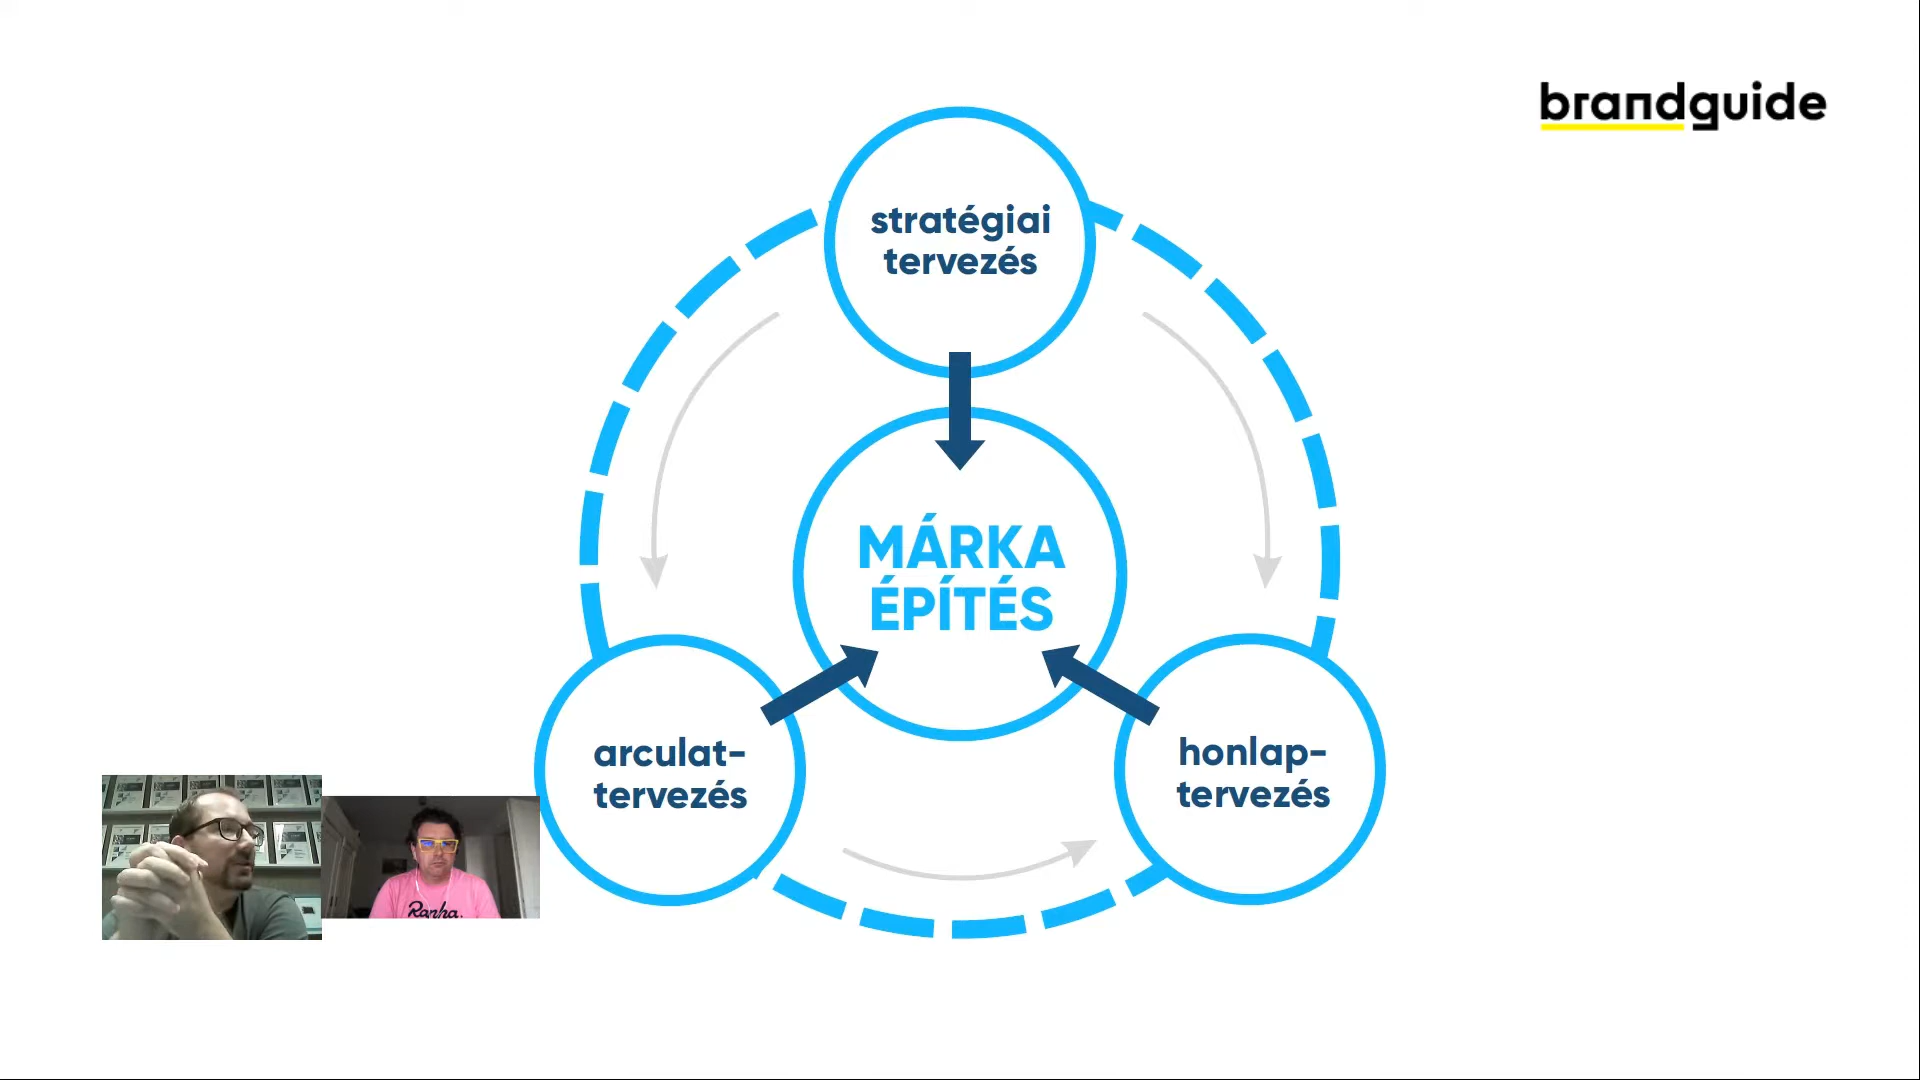 brandguide
stratégiai
tervezés
MÁRKA
ÉPÍTÉS
arculat-
tervezés
honlap-
tervezés